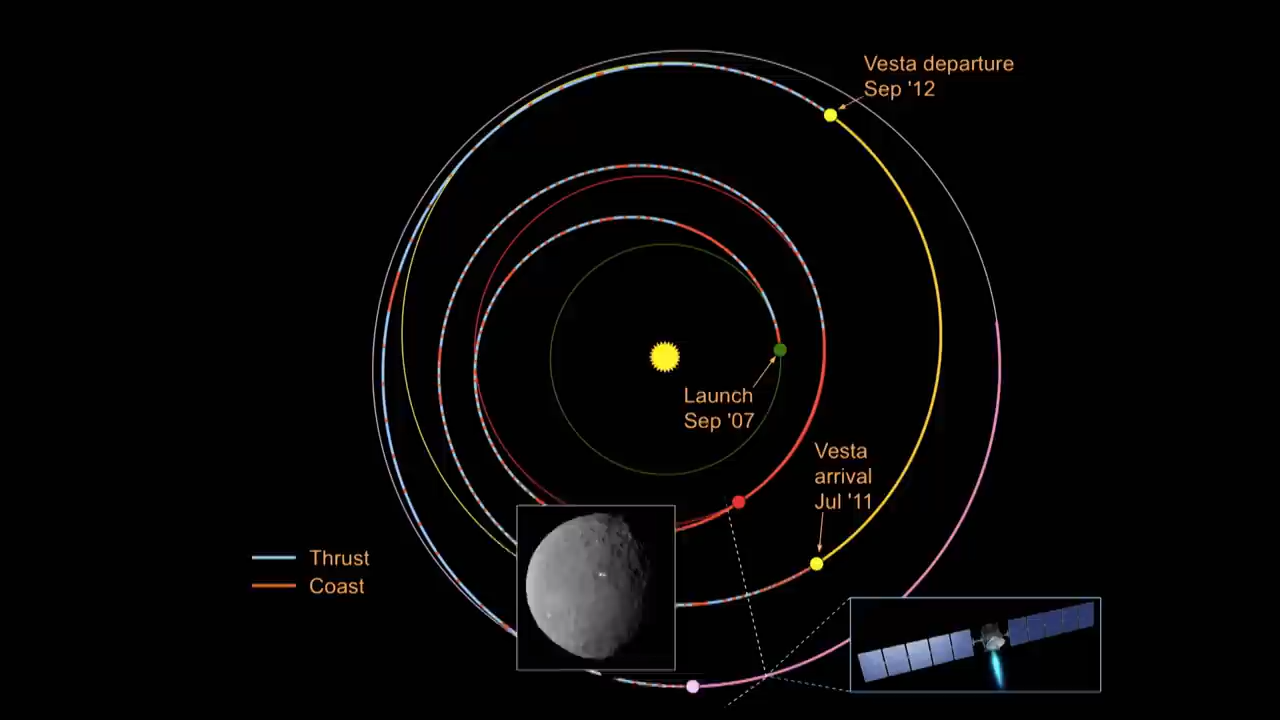 Vesta departure
Sep '12
Launch
Sep '07
Vesta
arrival
Jul '11
Thrust
Coast